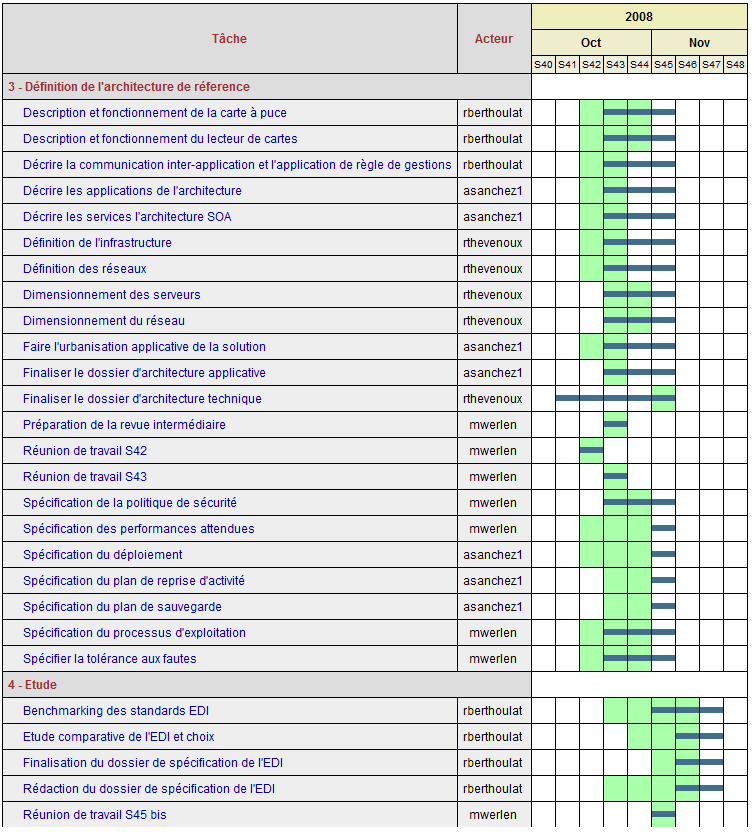 Tâche Acteur 2008
Oct Nov
S40 S41 S42 S43 S44 S45 S46 S47 S48
3 - Définition de l'architecture de réference
Description et fonctionnement de la carte à puce rberthoulat
Description et fonctionnement du lecteur de cartes rberthoulat
Décrire la communication inter-application et l'application de règle de gestions rberthoulat
Décrire les applications de l'architecture asanchez1
Décrire les services l'architecture SOA asanchez1
Définition de l'infrastructure rthevenoux
Définition des réseaux rthevenoux
Dimensionnement des serveurs rthevenoux
Dimensionnement du réseau rthevenoux
Faire l'urbanisation applicative de la solution asanchez1
Finaliser le dossier d'architecture applicative asanchez1
Finaliser le dossier d'architecture technique rthevenoux
Préparation de la revue intermédiaire mwerlen
Réunion de travail S42 mwerlen
Réunion de travail S43 mwerlen
Spécification de la politique de sécurité mwerlen
Spécification des performances attendues mwerlen
Spécification du déploiement asanchez1
Spécification du plan de reprise d'activité asanchez1
Spécification du plan de sauvegarde asanchez1
Spécification du processus d'exploitation mwerlen
Spécifier la tolérance aux fautes mwerlen
4 - Etude
Benchmarking des standards EDI rberthoulat
Etude comparative de l'EDI et choix rberthoulat
Finalisation du dossier de spécification de l'EDI rberthoulat
Rédaction du dossier de spécification de l'EDI rberthoulat
Réunion de travail S45 bis mwerlen